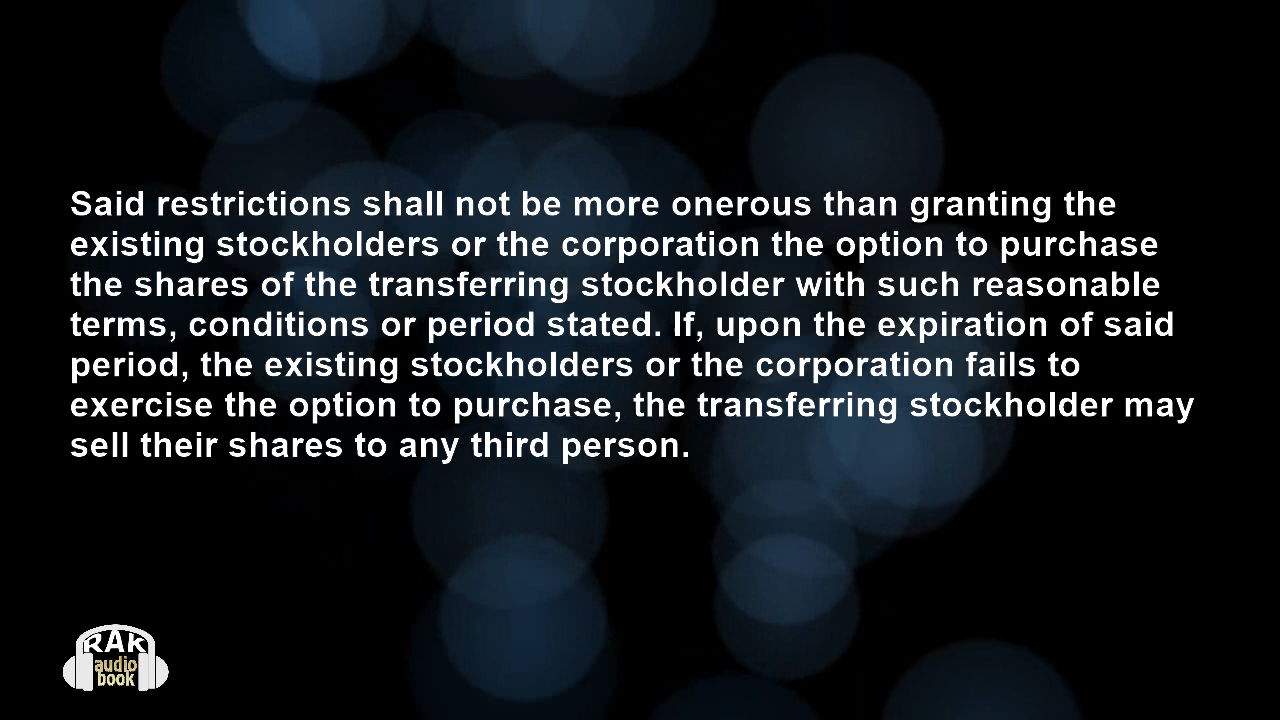 Said restrictions shall not be more onerous than granting the
existing stockholders or the corporation the option to purchase
the shares of the transferring stockholder with such reasonable
terms, conditions or period stated. If, upon the expiration of said
period, the existing stockholders or the corporation fails to
exercise the option to purchase, the transferring stockholder may
sell their shares to any third person.
RAK
audio
book